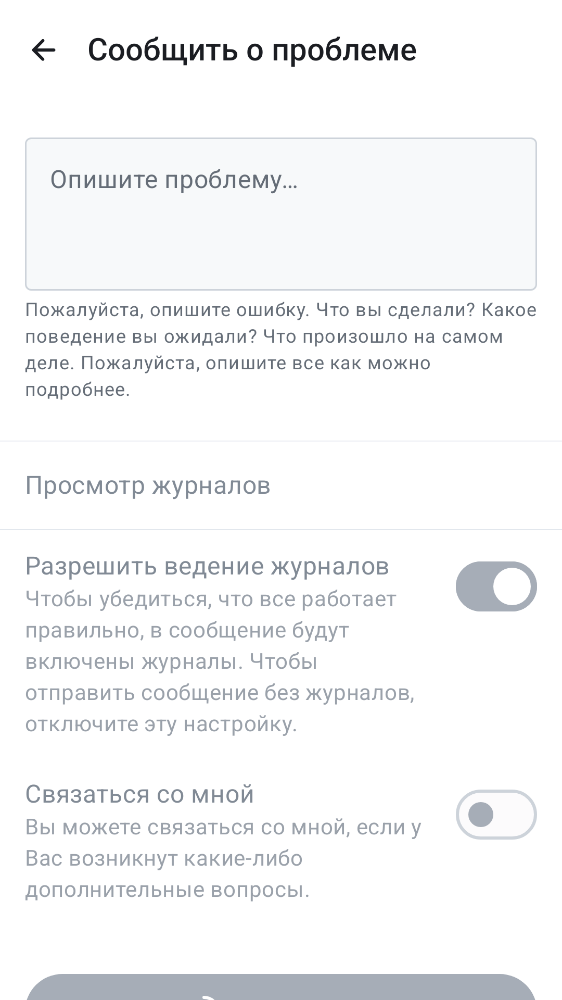 Сообщить о проблеме
Опишите проблему...
Пожалуйста, опишите ошибку. Что вы сделали? Какое
поведение вы ожидали? Что произошло на самом
деле. Пожалуйста, опишите все как можно
подробнее.
Просмотр журналов
Разрешить ведение журналов
Чтобы убедиться, что все работает
правильно, в сообщение будут
включены журналы. Чтобы
отправить сообщение без журналов,
отключите эту настройку.
Связаться со мной
Вы можете связаться со мной, если у
Вас возникнут какие-либо
дополнительные вопросы.